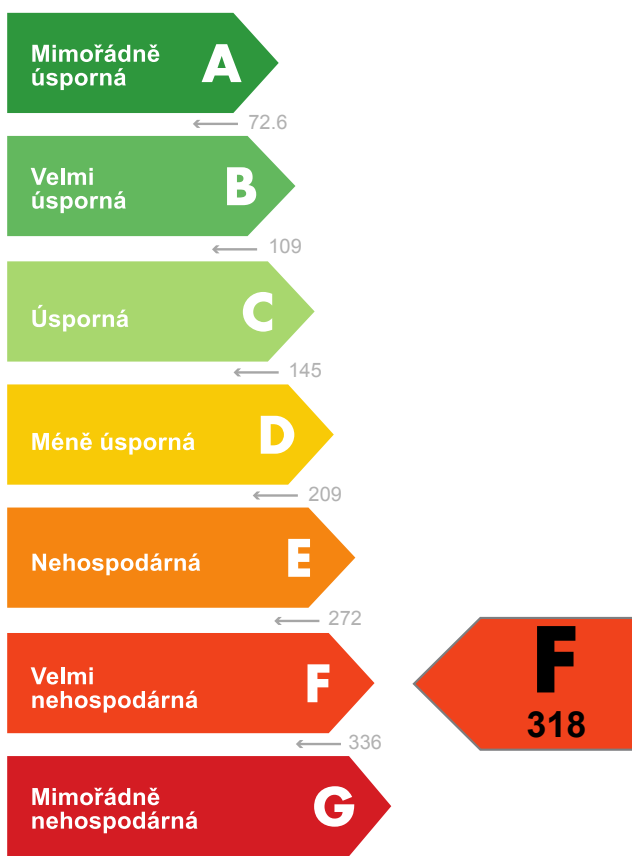 Mimořádně
úsporná
A
← 72.6
Velmi
úsporná
B
← 109
Úsporná
C
← 145
Méně úsporná
D
← 209
Nehospodárná
E
← 272
Velmi
nehospodárná
F
F
318
← 336
Mimořádně
nehospodárná
G